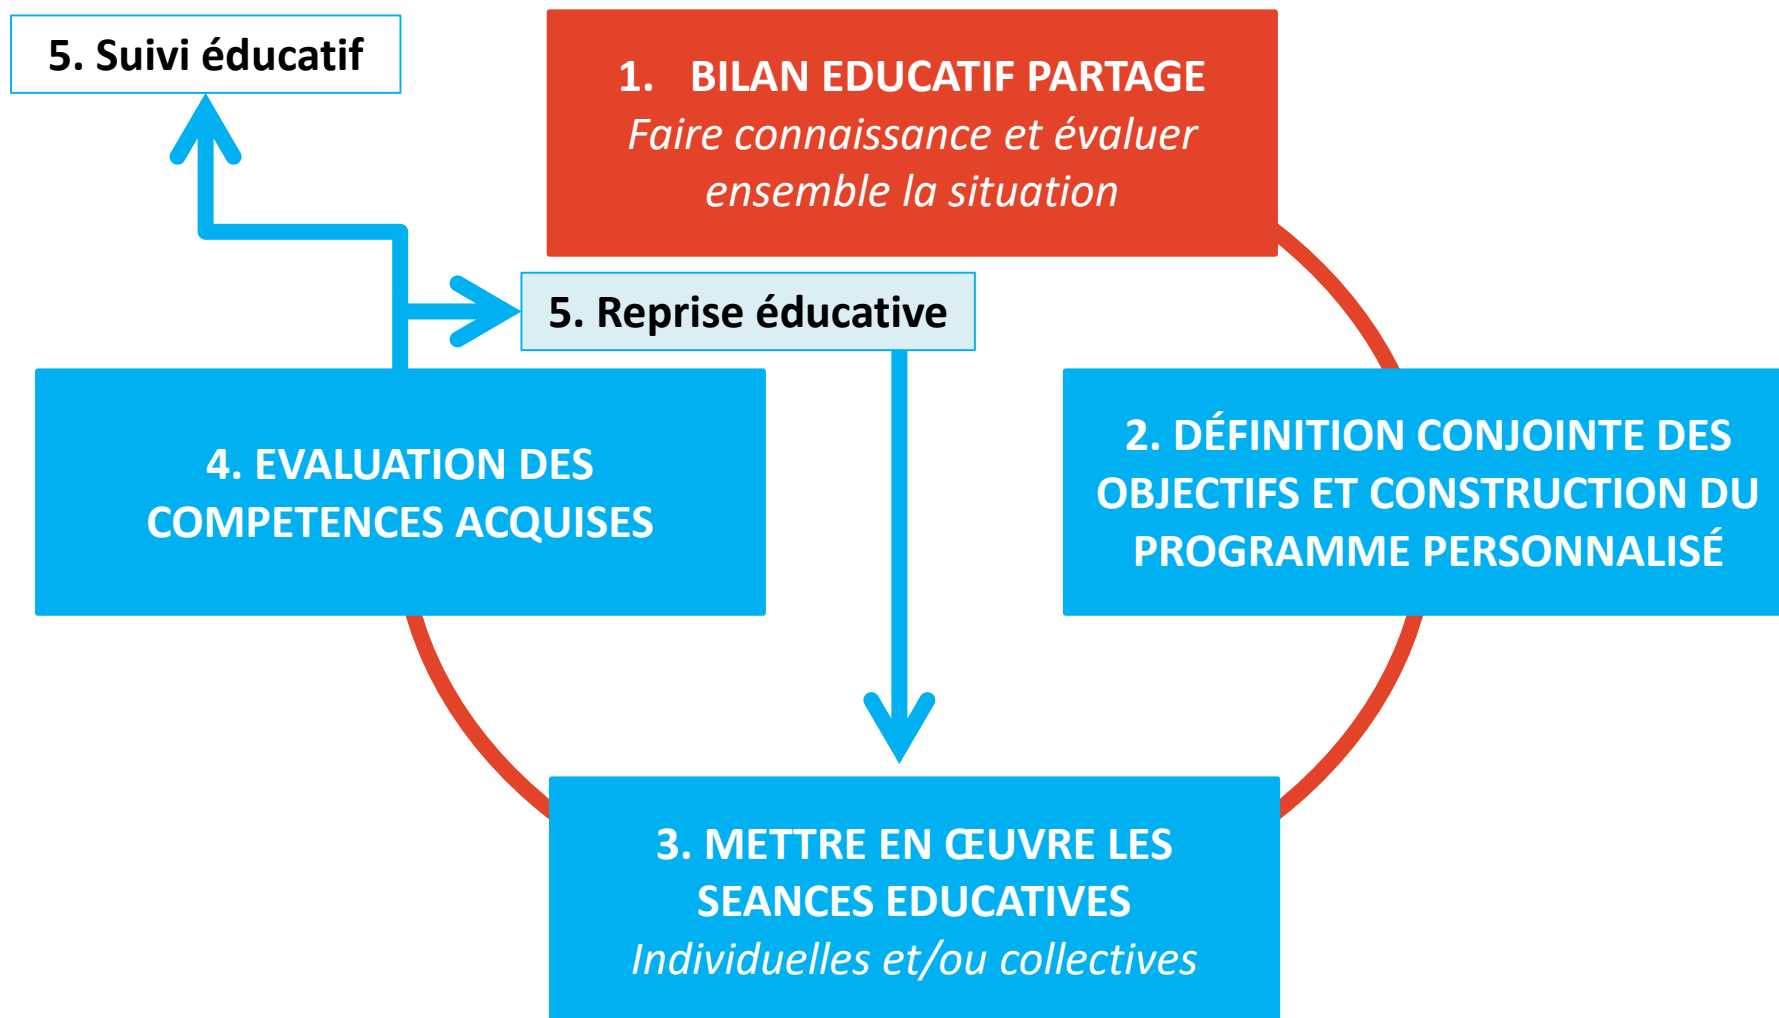 5. Suivi éducatif
1. BILAN EDUCATIF PARTAGE
Faire connaissance et évaluer
ensemble la situation
5. Reprise éducative
4. EVALUATION DES
COMPETENCES ACQUISES
2. DÉFINITION CONJOINTE DES
OBJECTIFS ET CONSTRUCTION DU
PROGRAMME PERSONNALISÉ
3. METTRE EN ŒUVRE LES
SEANCES EDUCATIVES
Individuelles et/ou collectives